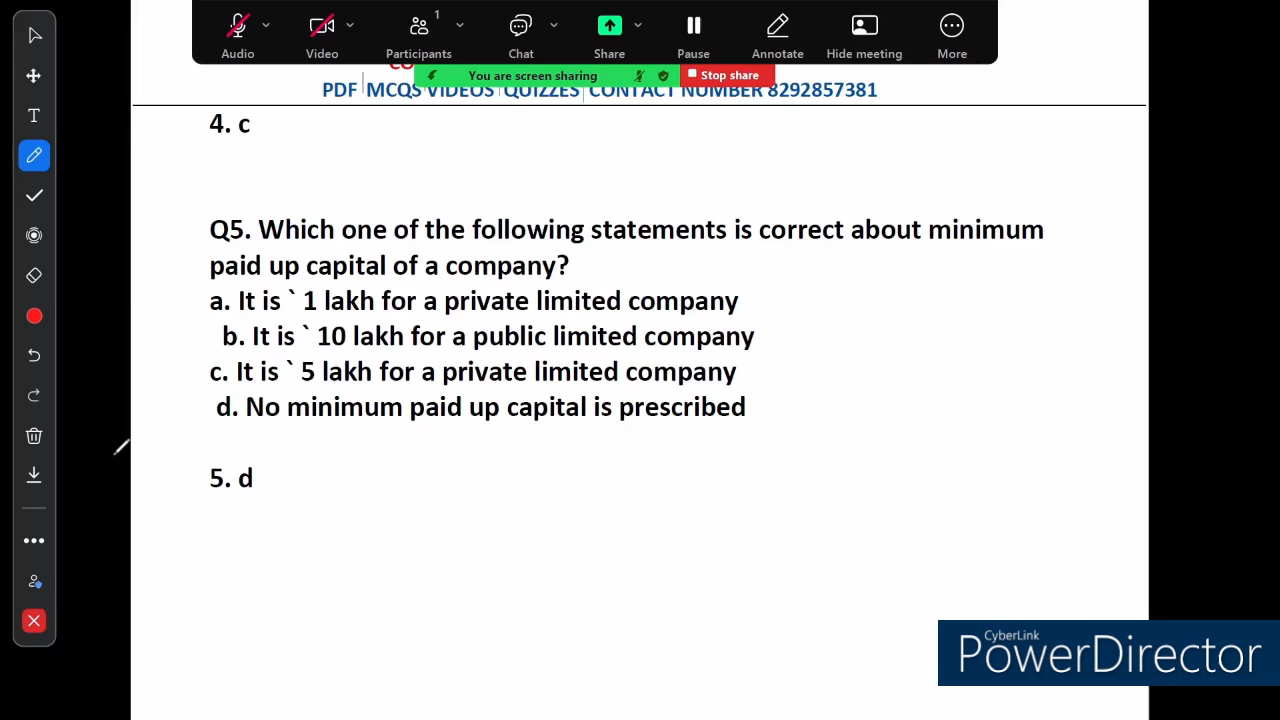 1
Audio Video Participants Chat Share Pause Annotate Hide meeting More
You are screen sharing Stop share
PDF MCQS VIDEOS QUIZZES CONTACT NUMBER 8292857381
4. c
Q5. Which one of the following statements is correct about minimum
paid up capital of a company?
a. It is ` 1 lakh for a private limited company
b. It is ` 10 lakh for a public limited company
c. It is ` 5 lakh for a private limited company
d. No minimum paid up capital is prescribed
5. d
CyberLink
PowerDirector